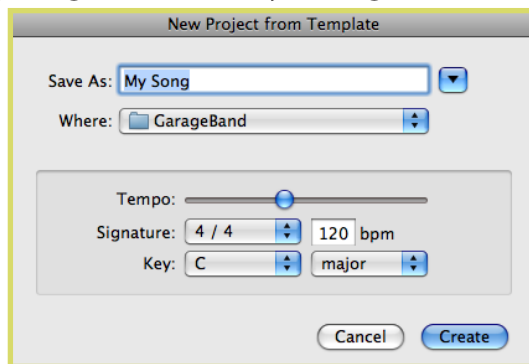 New Project from Template
Save As: My Song
Where: GarageBand
Tempo:
Signature: 4 / 4 120 bpm
Key: C major
Cancel Create